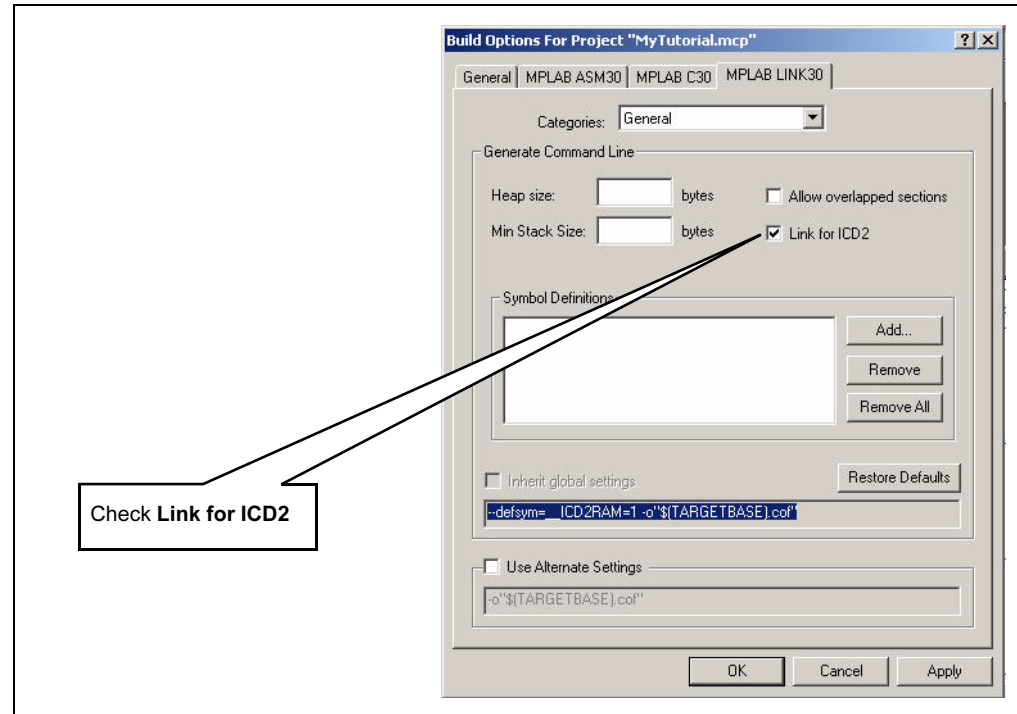 Build Options For Project "MyTutorial.mcp"
General MPLAB ASM30 MPLAB C30 MPLAB LINK30
Categories: General
Generate Command Line
Heap size: bytes Allow overlapped sections
Min Stack Size: bytes Link for ICD2
Symbol Definitions
Add...
Remove
Remove All
Check Link for ICD2
Inherit global settings Restore Defaults
--defsym=__ICD2RAM=1 -o"$(TARGETBASE).cof"
Use Alternate Settings
-o"$(TARGETBASE).cof"
OK Cancel Apply